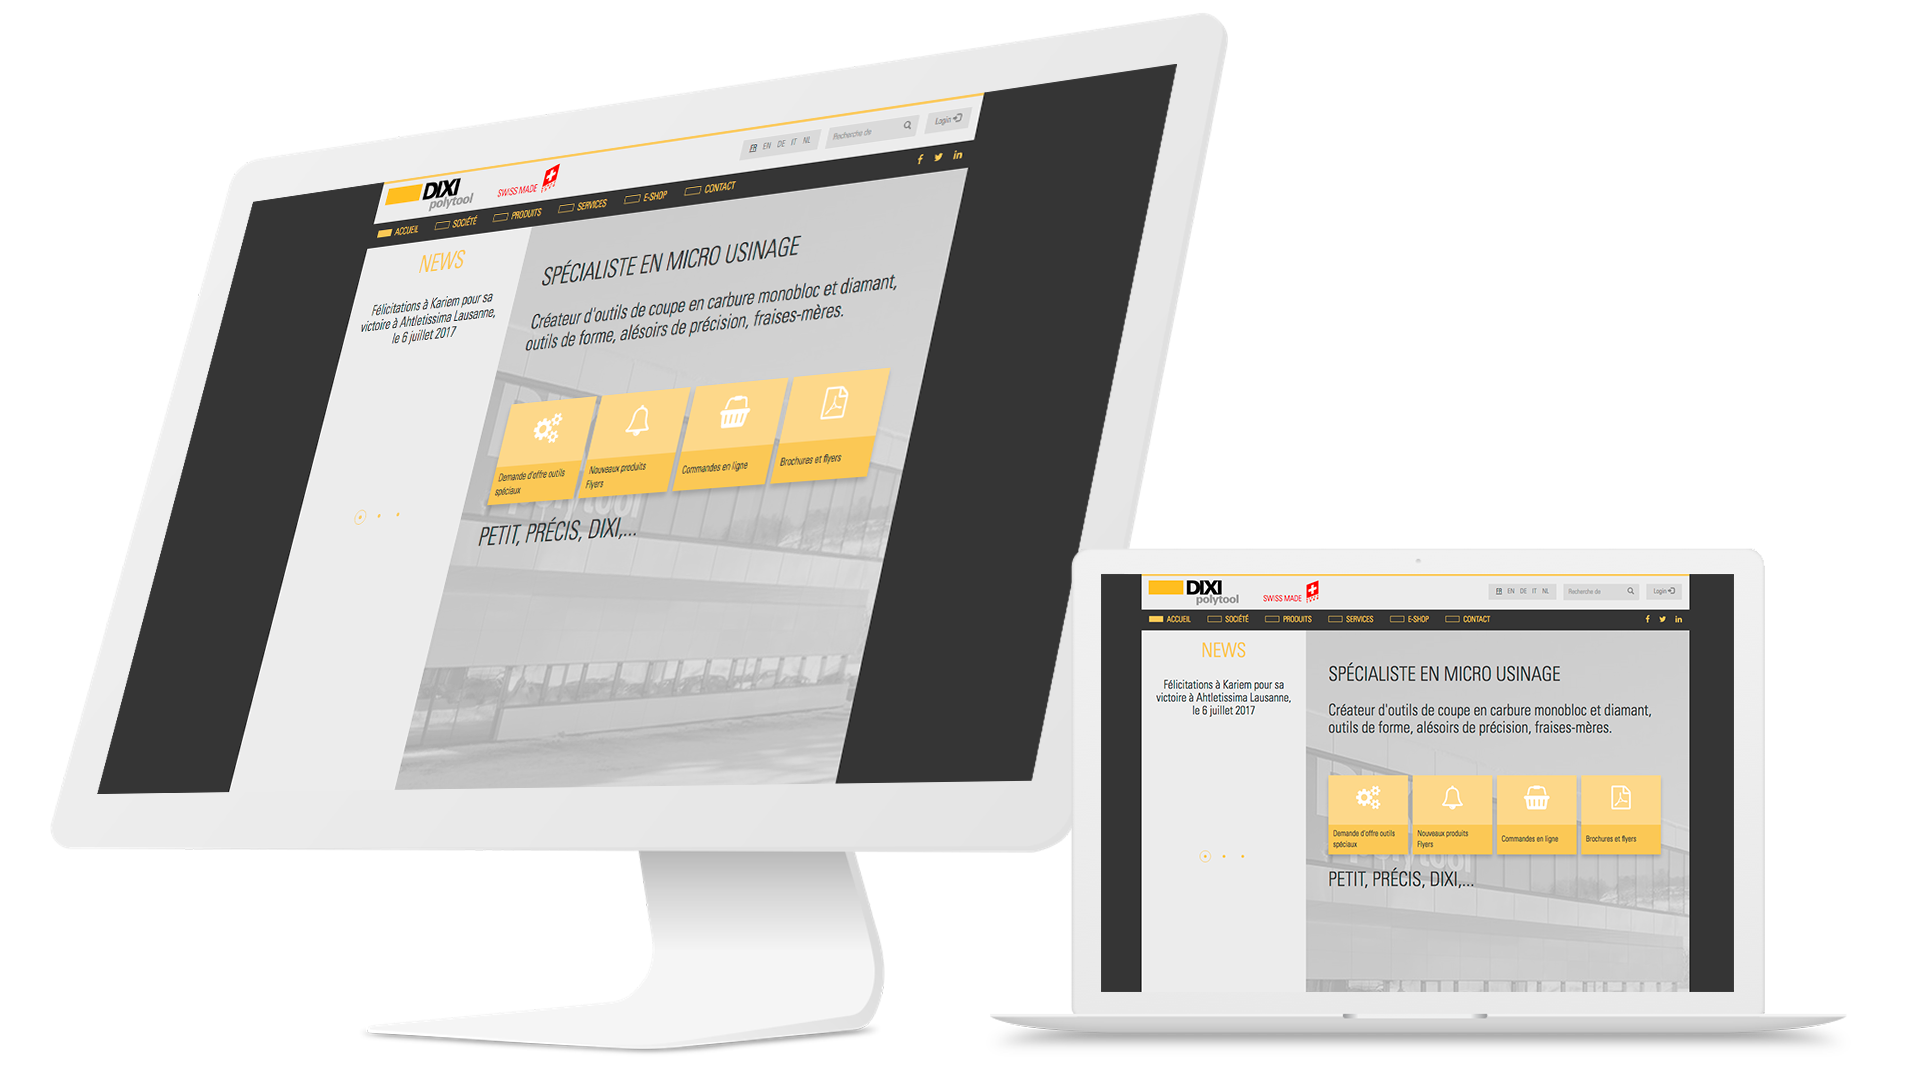 FR EN DE IT NL
Recherche de
Login
DIXI
polytool
SWISS MADE
ACCUEIL
SOCIÉTÉ
PRODUITS
SERVICES
E-SHOP
CONTACT
NEWS
Félicitations à Kariem pour sa
victoire à Ahtletissima Lausanne,
le 6 juillet 2017
SPÉCIALISTE EN MICRO USINAGE
Créateur d'outils de coupe en carbure monobloc et diamant,
outils de forme, alésoirs de précision, fraises-mères.
Demande d'offre outils
spéciaux
Nouveaux produits
Flyers
Commandes en ligne
Brochures et flyers
PETIT, PRÉCIS, DIXI,...
DIXI
polytool
SWISS MADE
FR EN DE IT NL
Recherche de
Login
ACCUEIL
SOCIÉTÉ
PRODUITS
SERVICES
E-SHOP
CONTACT
NEWS
Félicitations à Kariem pour sa
victoire à Ahtletissima Lausanne,
le 6 juillet 2017
SPÉCIALISTE EN MICRO USINAGE
Créateur d'outils de coupe en carbure monobloc et diamant,
outils de forme, alésoirs de précision, fraises-mères.
Demande d'offre outils
spéciaux
Nouveaux produits
Flyers
Commandes en ligne
Brochures et flyers
PETIT, PRÉCIS, DIXI,...